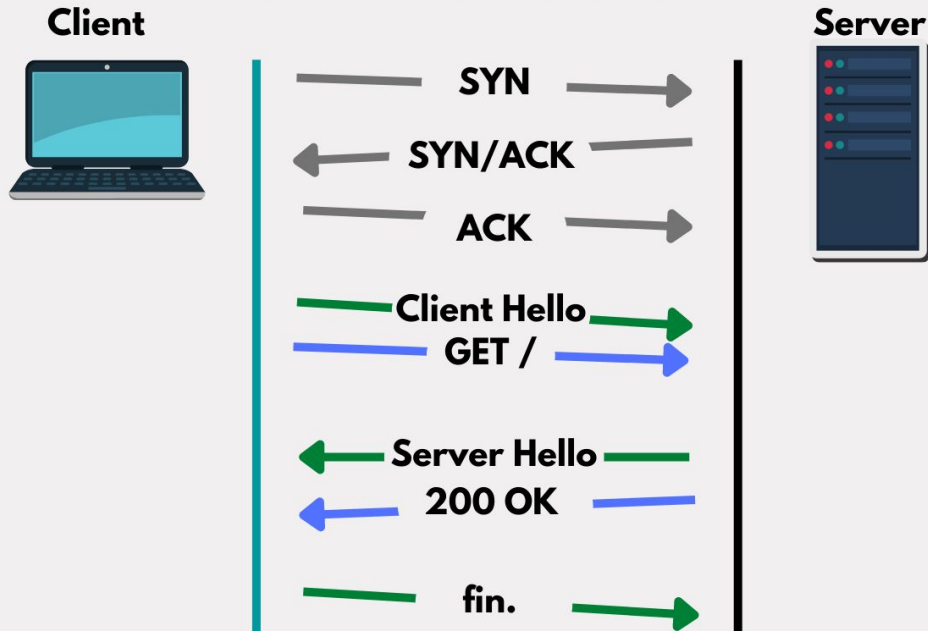 Client
Server
SYN
SYN/ACK
ACK
Client Hello
GET /
Server Hello
200 OK
fin.